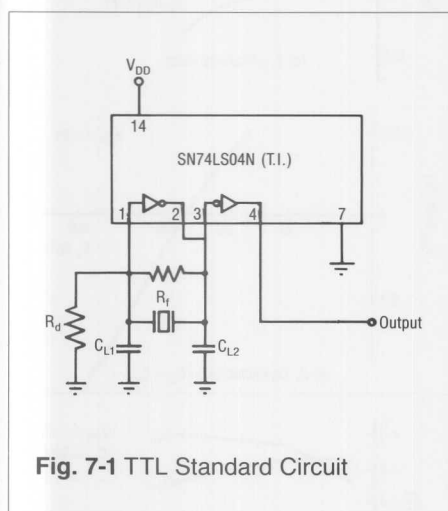 V_DD
14
SN74LS04N (T.I.)
1 2 3 4 7
R_f
R_d
C_L1 C_L2
Output
Fig. 7-1 TTL Standard Circuit